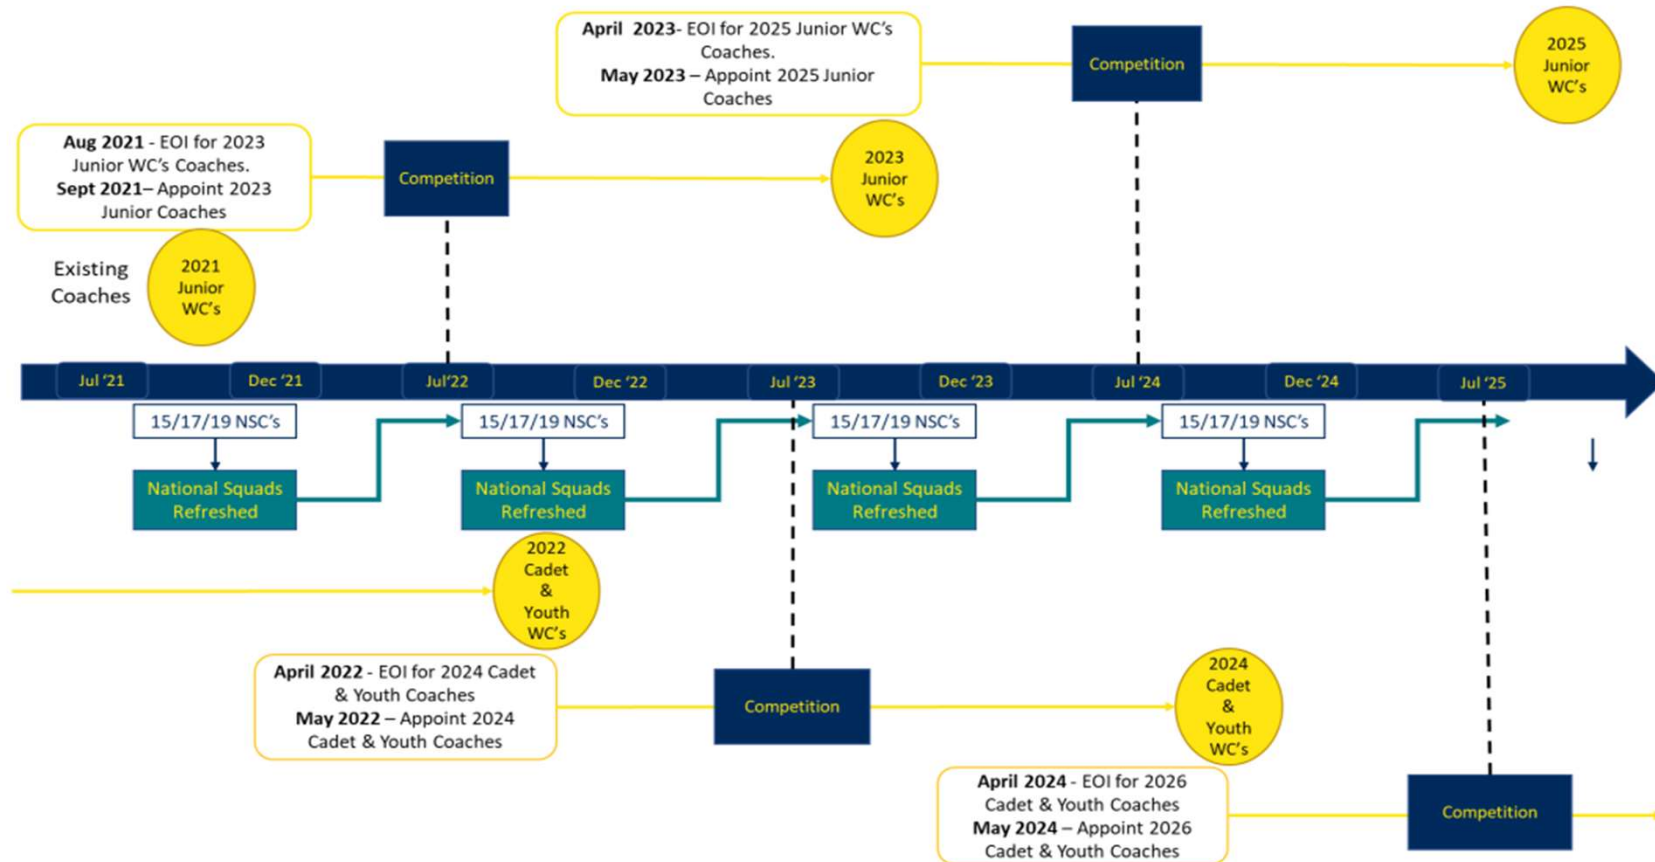 April 2023- EOI for 2025 Junior WC's
Coaches.
May 2023 – Appoint 2025 Junior
Coaches
Competition
2025
Junior
WC's
Aug 2021 - EOI for 2023
Junior WC's Coaches.
Sept 2021– Appoint 2023
Junior Coaches
Competition
2023
Junior
WC's
Existing
Coaches
2021
Junior
WC's
Jul '21
Dec '21
Jul'22
Dec '22
Jul '23
Dec '23
Jul '24
Dec '24
Jul '25
15/17/19 NSC's
15/17/19 NSC's
15/17/19 NSC's
15/17/19 NSC's
National Squads
Refreshed
National Squads
Refreshed
National Squads
Refreshed
National Squads
Refreshed
2022
Cadet
&
Youth
WC's
April 2022 - EOI for 2024 Cadet
& Youth Coaches
May 2022 – Appoint 2024
Cadet & Youth Coaches
Competition
2024
Cadet
&
Youth
WC's
April 2024 - EOI for 2026
Cadet & Youth Coaches
May 2024 – Appoint 2026
Cadet & Youth Coaches
Competition